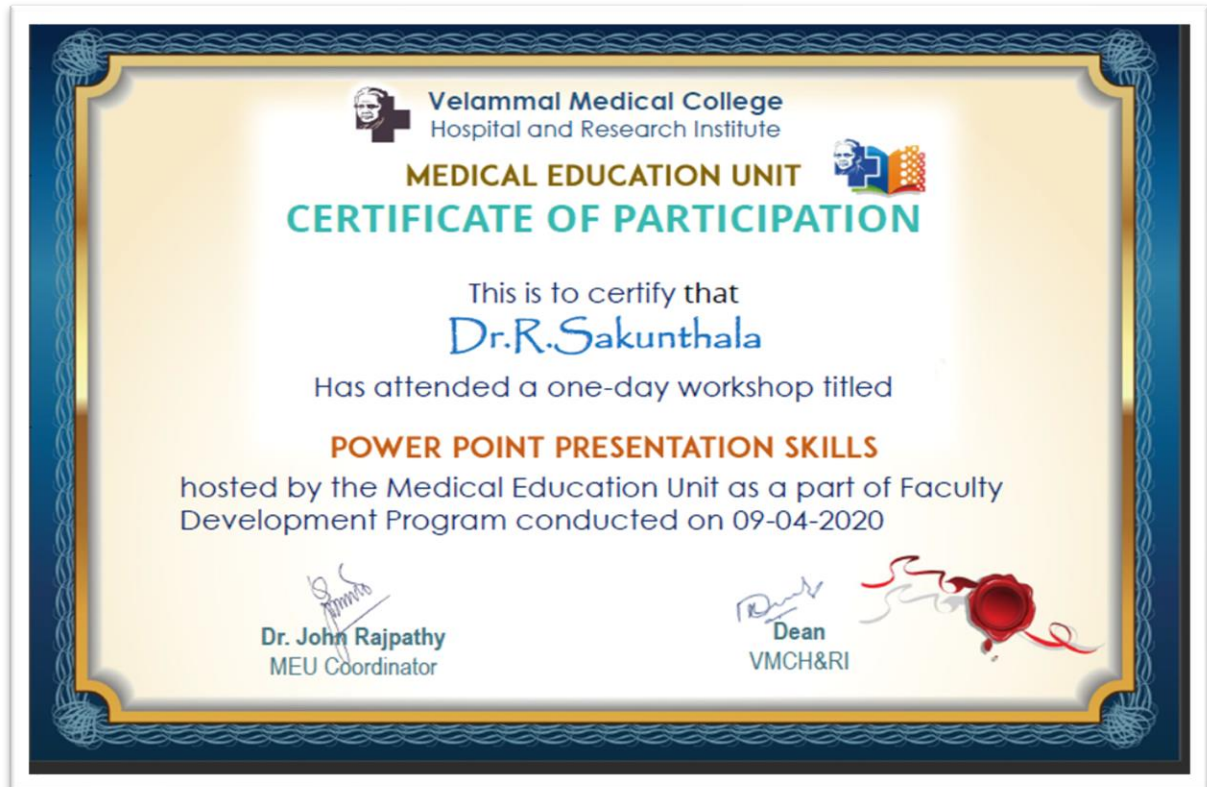 Velammal Medical College
Hospital and Research Institute
MEDICAL EDUCATION UNIT
CERTIFICATE OF PARTICIPATION
This is to certify that
Dr.R.Sakunthala
Has attended a one-day workshop titled
POWER POINT PRESENTATION SKILLS
hosted by the Medical Education Unit as a part of Faculty
Development Program conducted on 09-04-2020
Dr. John Rajpathy
MEU Coordinator
Dean
VMCH&RI